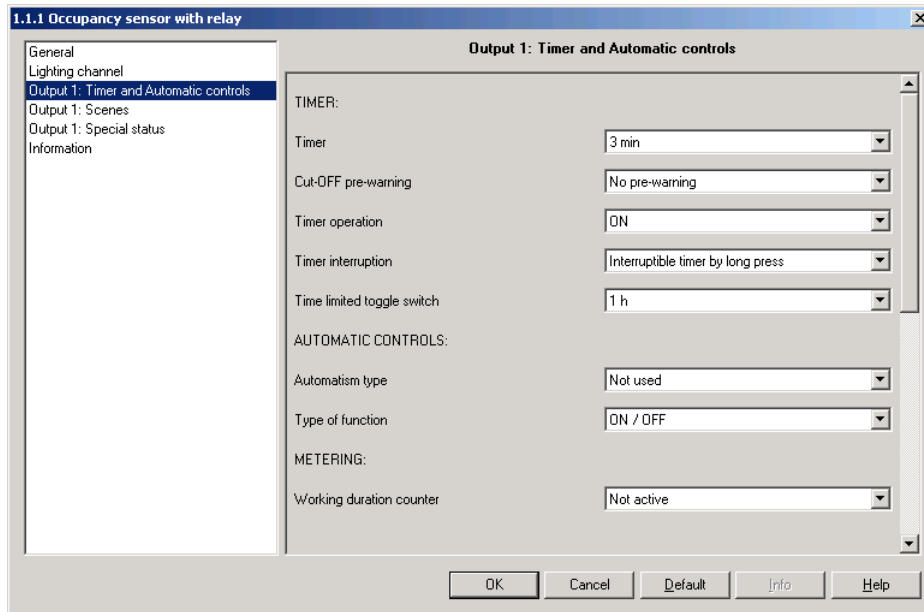 1.1.1 Occupancy sensor with relay
General
Lighting channel
Output 1: Timer and Automatic controls
Output 1: Scenes
Output 1: Special status
Information
Output 1: Timer and Automatic controls
TIMER:
Timer 3 min
Cut-OFF pre-warning No pre-warning
Timer operation ON
Timer interruption Interruptible timer by long press
Time limited toggle switch 1 h
AUTOMATIC CONTROLS:
Automatism type Not used
Type of function ON / OFF
METERING:
Working duration counter Not active
OK Cancel Default Info Help